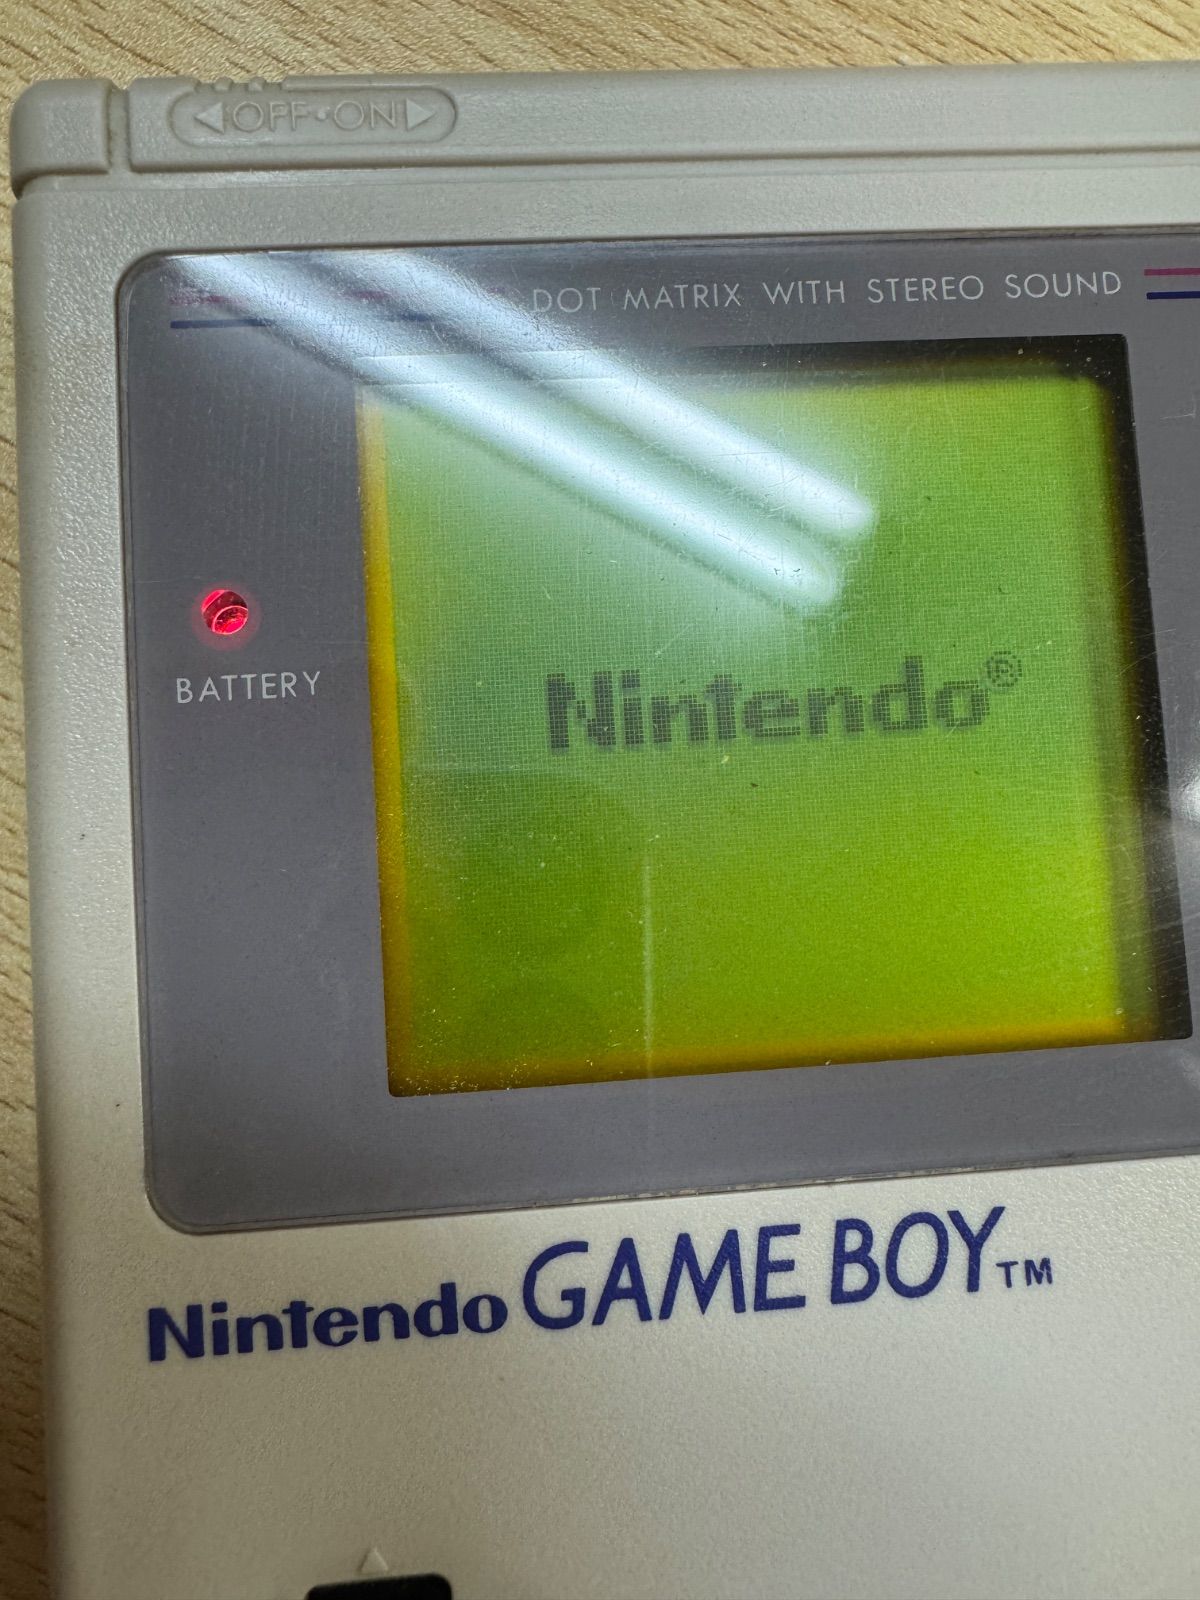 ◁OFF•ON▷
DOT MATRIX WITH STEREO SOUND
BATTERY
Nintendo®
Nintendo GAME BOY™